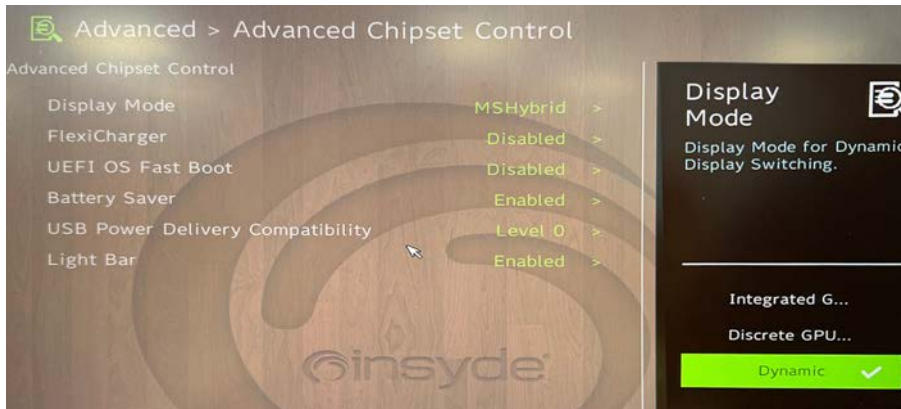 Advanced > Advanced Chipset Control
Advanced Chipset Control
Display Mode MSHybrid >
FlexiCharger Disabled >
UEFI OS Fast Boot Disabled >
Battery Saver Enabled >
USB Power Delivery Compatibility Level 0 >
Light Bar Enabled >
insyde
Display
Mode
Display Mode for Dynamic
Display Switching.
Integrated G...
Discrete GPU...
Dynamic